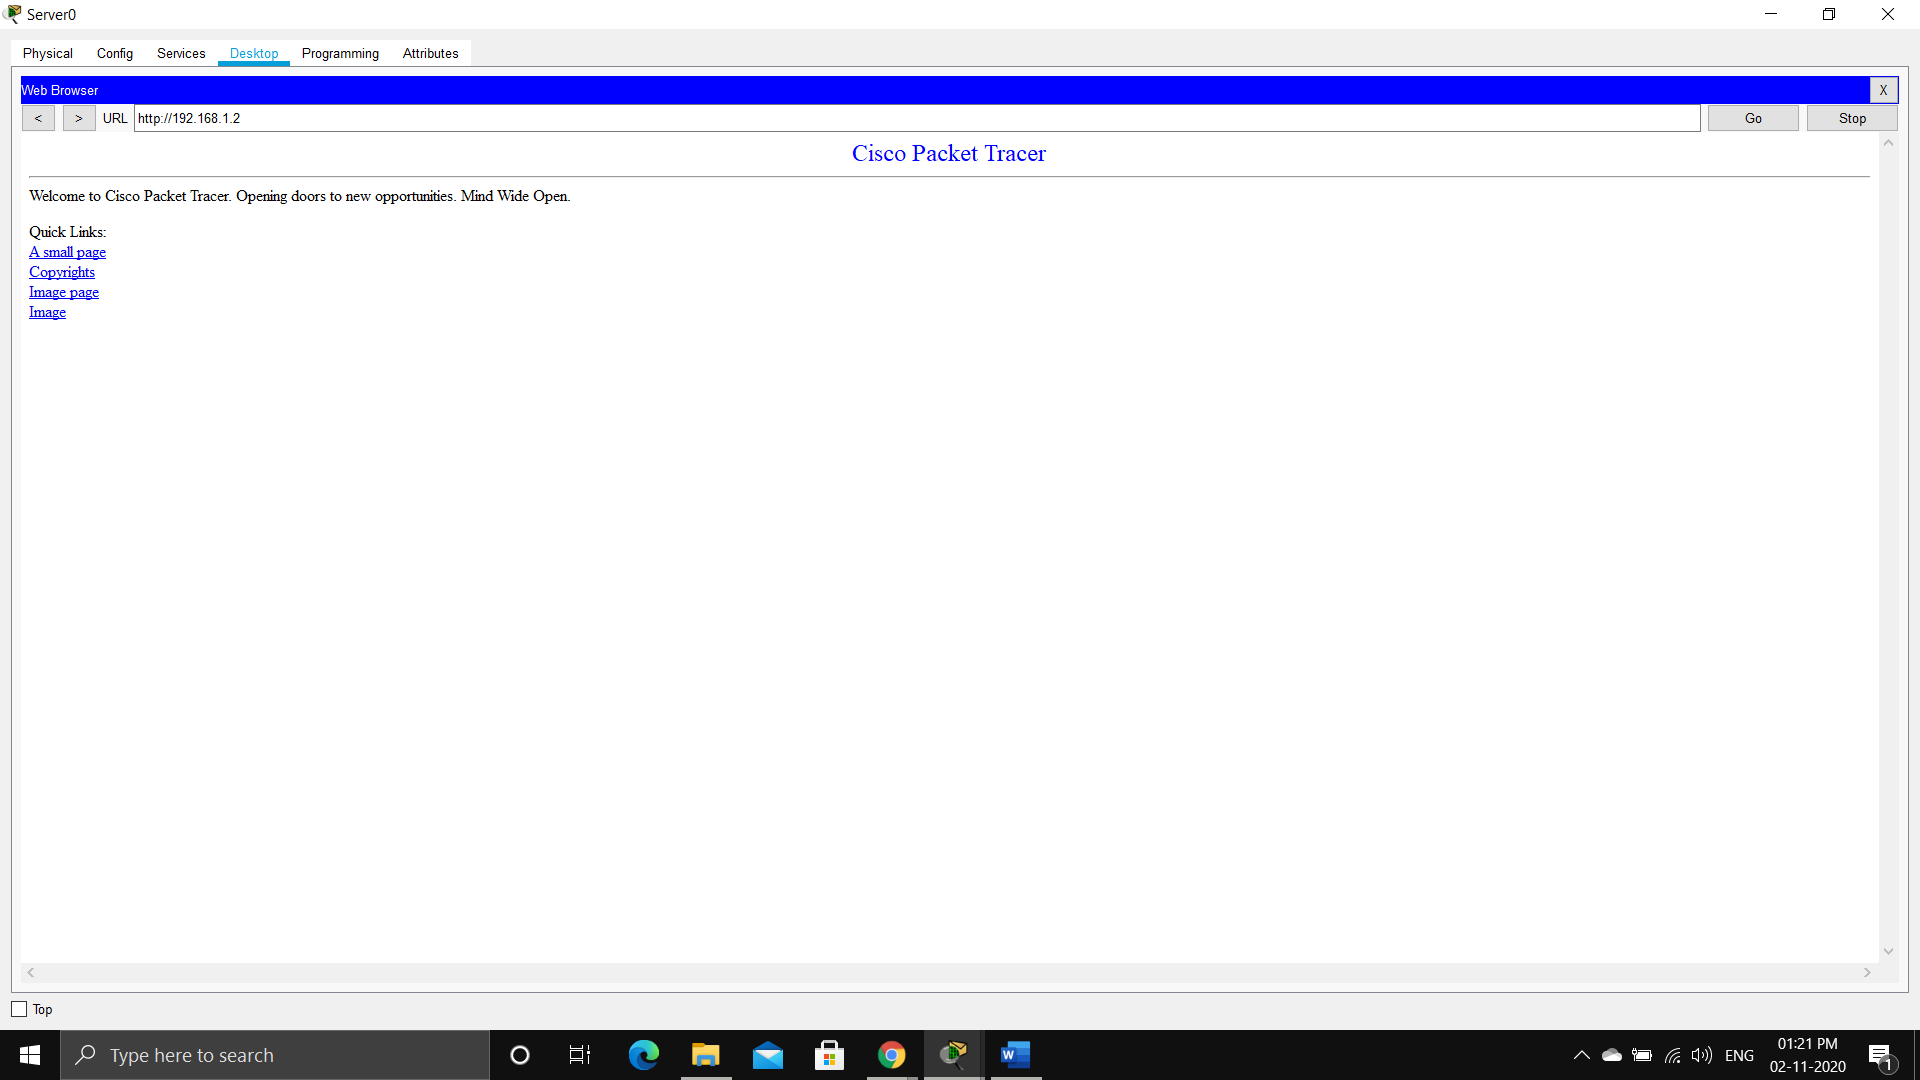 Server0
Physical Config Services Desktop Programming Attributes
Web Browser X
< > URL http://192.168.1.2 Go Stop
Cisco Packet Tracer
Welcome to Cisco Packet Tracer. Opening doors to new opportunities. Mind Wide Open.
Quick Links:
A small page
Copyrights
Image page
Image
Top
Type here to search
W
ENG
01:21 PM
02-11-2020
1